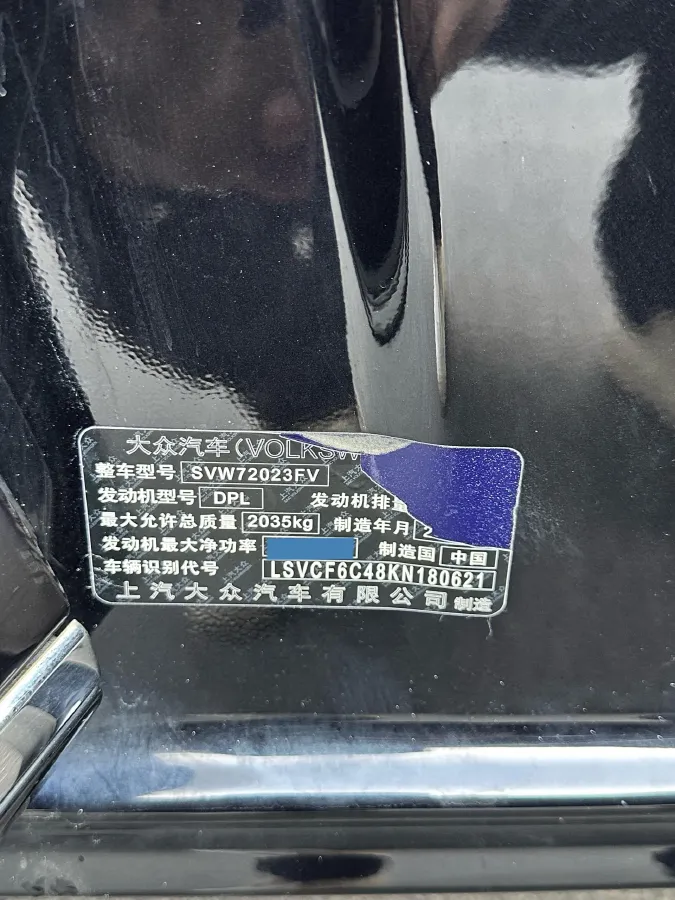 大众汽车(VOLKSW
整车型号 SVW72023FV
发动机型号 DPL 发动机排量
最大允许总质量 2035kg 制造年月 2
发动机最大净功率 制造国 中国
车辆识别代号 LSVCF6C48KN180621
上汽大众汽车有限公司 制造